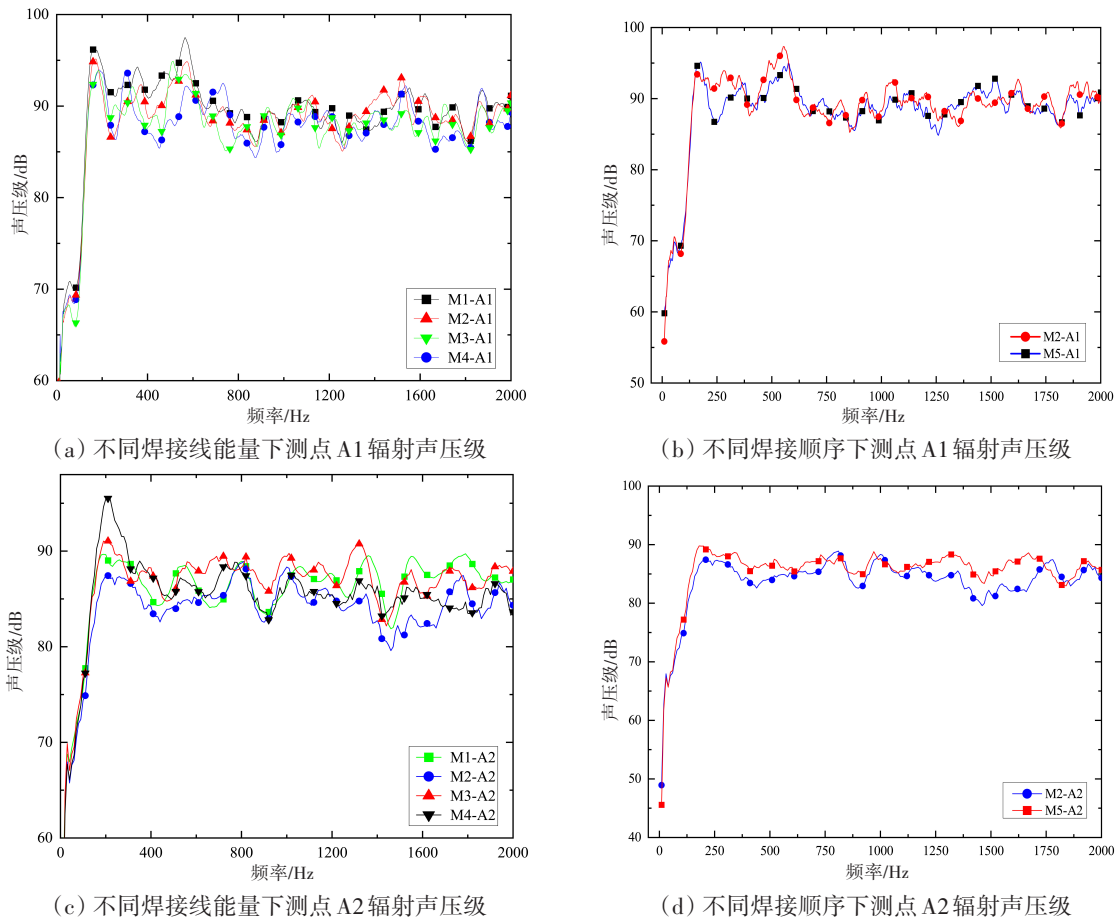 100
90
80
70
60
声压级/dB
0
400
800
1200
1600
2000
频率/Hz
M1-A1
M2-A1
M3-A1
M4-A1
(a) 不同焊接线能量下测点A1辐射声压级
100
90
80
70
60
50
声压级/dB
0
250
500
750
1000
1250
1500
1750
2000
频率/Hz
M2-A1
M5-A1
(b) 不同焊接顺序下测点A1辐射声压级
90
80
70
60
声压级/dB
0
400
800
1200
1600
2000
频率/Hz
M1-A2
M2-A2
M3-A2
M4-A2
(c) 不同焊接线能量下测点A2辐射声压级
100
90
80
70
60
50
40
声压级/dB
0
250
500
750
1000
1250
1500
1750
2000
频率/Hz
M2-A2
M5-A2
(d) 不同焊接顺序下测点A2辐射声压级